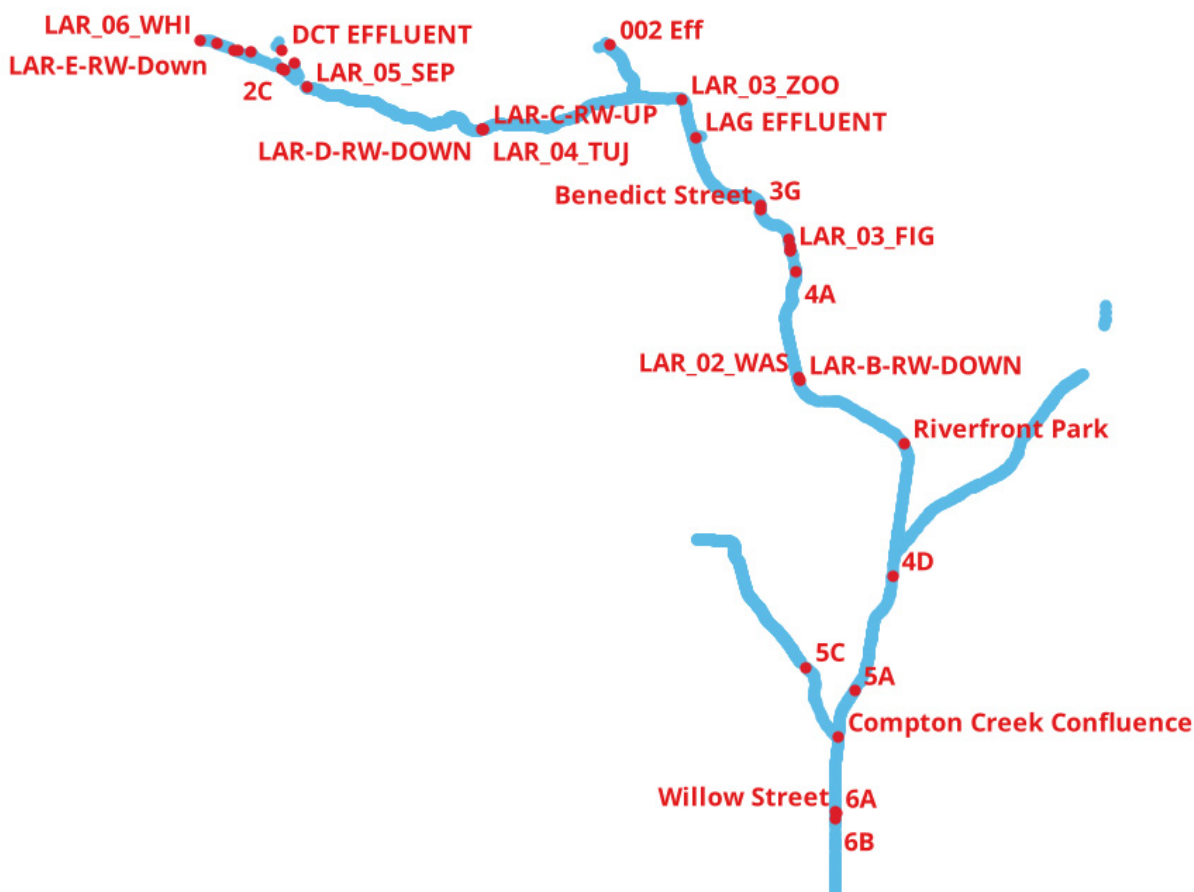 LAR_06_WHI
DCT EFFLUENT
002 Eff
LAR-E-RW-Down
LAR_05_SEP
2C
LAR_03_ZOO
LAR-C-RW-UP
LAG EFFLUENT
LAR-D-RW-DOWN
LAR_04_TUJ
Benedict Street
3G
LAR_03_FIG
4A
LAR_02_WAS
LAR-B-RW-DOWN
Riverfront Park
4D
5C
5A
Compton Creek Confluence
Willow Street
6A
6B